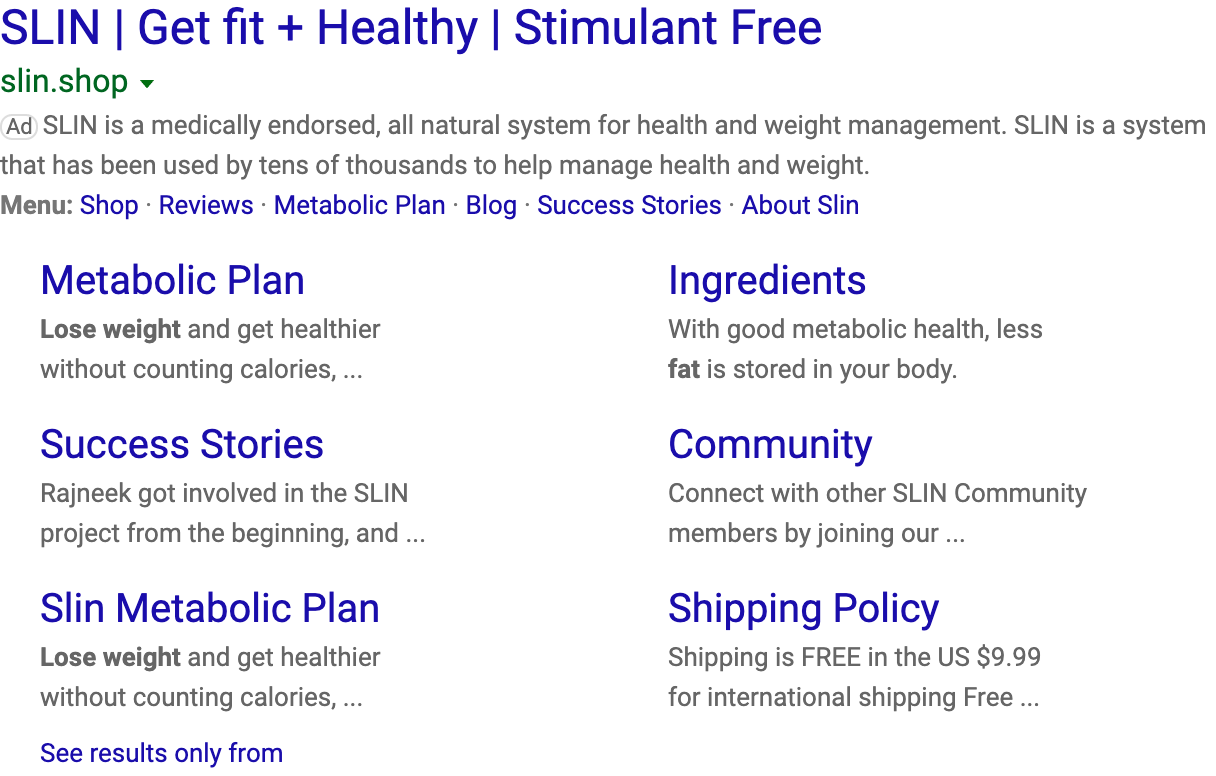 SLIN | Get fit + Healthy | Stimulant Free
slin.shop
Ad SLIN is a medically endorsed, all natural system for health and weight management. SLIN is a system
that has been used by tens of thousands to help manage health and weight.
Menu: Shop · Reviews · Metabolic Plan · Blog · Success Stories · About Slin
Metabolic Plan
Lose weight and get healthier
without counting calories, ...
Ingredients
With good metabolic health, less
fat is stored in your body.
Success Stories
Rajneek got involved in the SLIN
project from the beginning, and ...
Community
Connect with other SLIN Community
members by joining our ...
Slin Metabolic Plan
Lose weight and get healthier
without counting calories, ...
Shipping Policy
Shipping is FREE in the US $9.99
for international shipping Free ...
See results only from